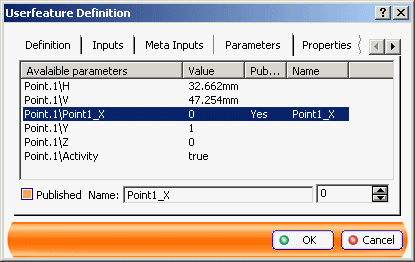 Userfeature Definition
Definition Inputs Meta Inputs Parameters Properties
Avalaible parameters Value Pub... Name
Point.1\H 32.662mm
Point.1\V 47.254mm
Point.1\Point1_X 0 Yes Point1_X
Point.1\Y 1
Point.1\Z 0
Point.1\Activity true
Published Name: Point1_X 0
OK Cancel